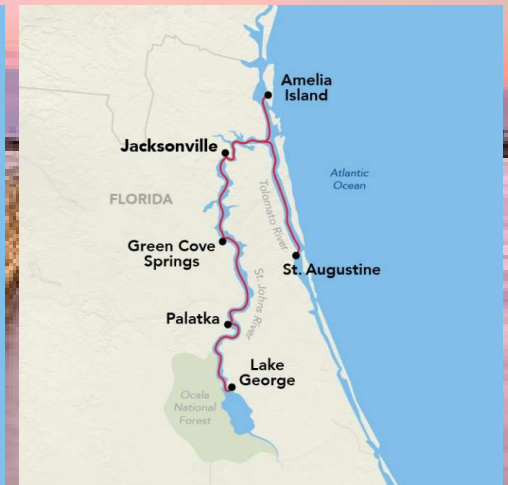 Amelia
Island
Jacksonville
Atlantic
Ocean
FLORIDA
Tolomato River
Green Cove
Springs
St. Augustine
St. Johns River
Palatka
Lake
George
Ocala
National
Forest